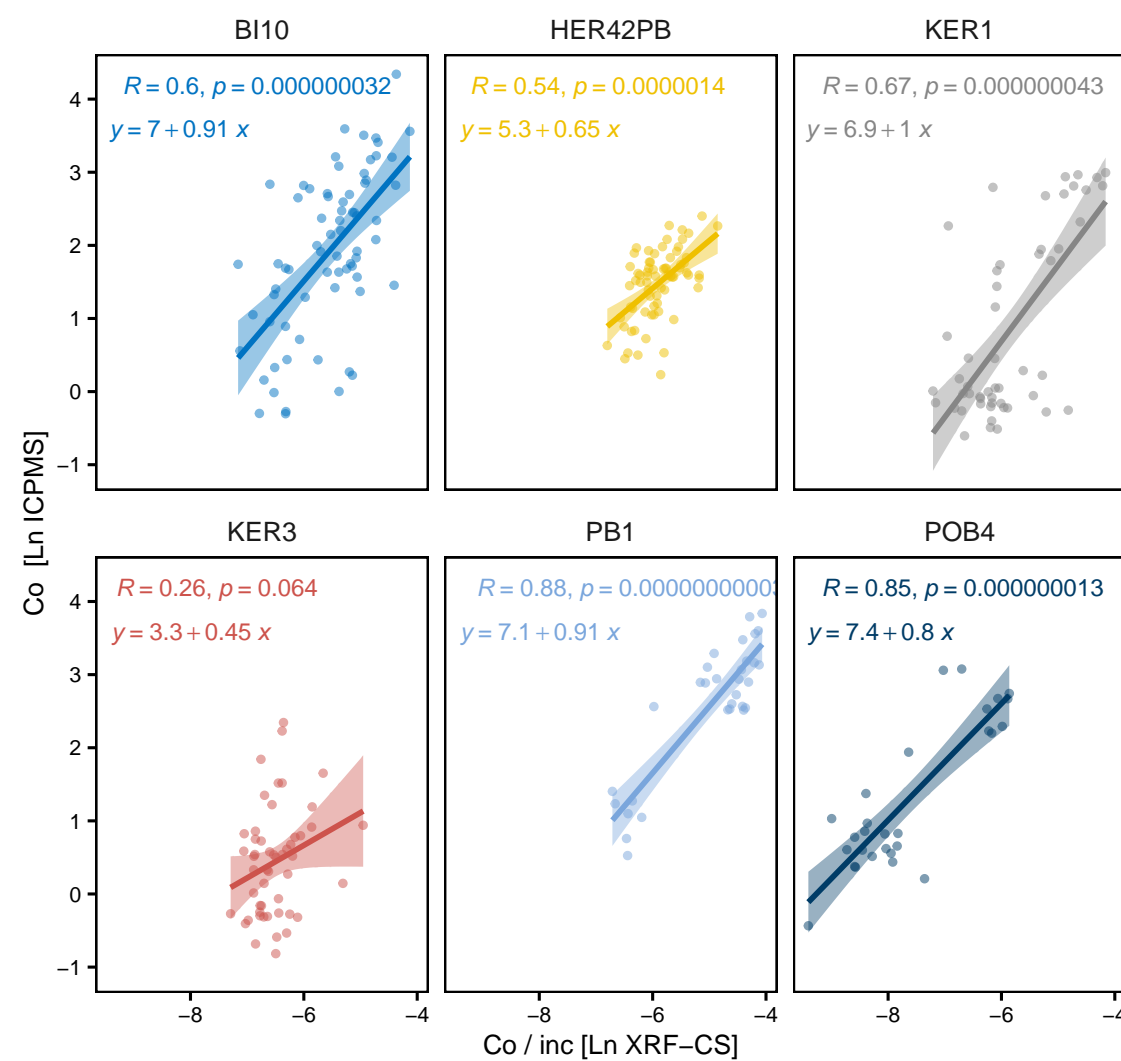 BI10 HER42PB KER1
R = 0.6, p = 0.000000032 R = 0.54, p = 0.0000014 R = 0.67, p = 0.000000043
y = 7 + 0.91 x y = 5.3 + 0.65 x y = 6.9 + 1 x
4
3
2
1
0
−1
Co [Ln ICPMS]
KER3 PB1 POB4
R = 0.26, p = 0.064 R = 0.88, p = 0.0000000000 R = 0.85, p = 0.000000013
y = 3.3 + 0.45 x y = 7.1 + 0.91 x y = 7.4 + 0.8 x
4
3
2
1
0
−1
−8 −6 −4 −8 −6 −4 −8 −6 −4
Co / inc [Ln XRF−CS]